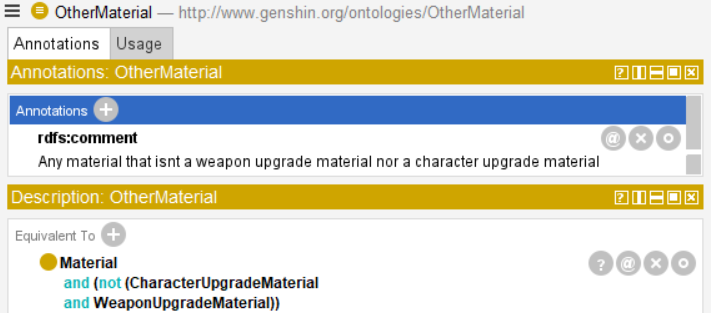 OtherMaterial — http://www.genshin.org/ontologies/OtherMaterial
Annotations Usage
Annotations: OtherMaterial
Annotations
rdfs:comment
Any material that isnt a weapon upgrade material nor a character upgrade material
Description: OtherMaterial
Equivalent To
Material
and (not (CharacterUpgradeMaterial
and WeaponUpgradeMaterial))